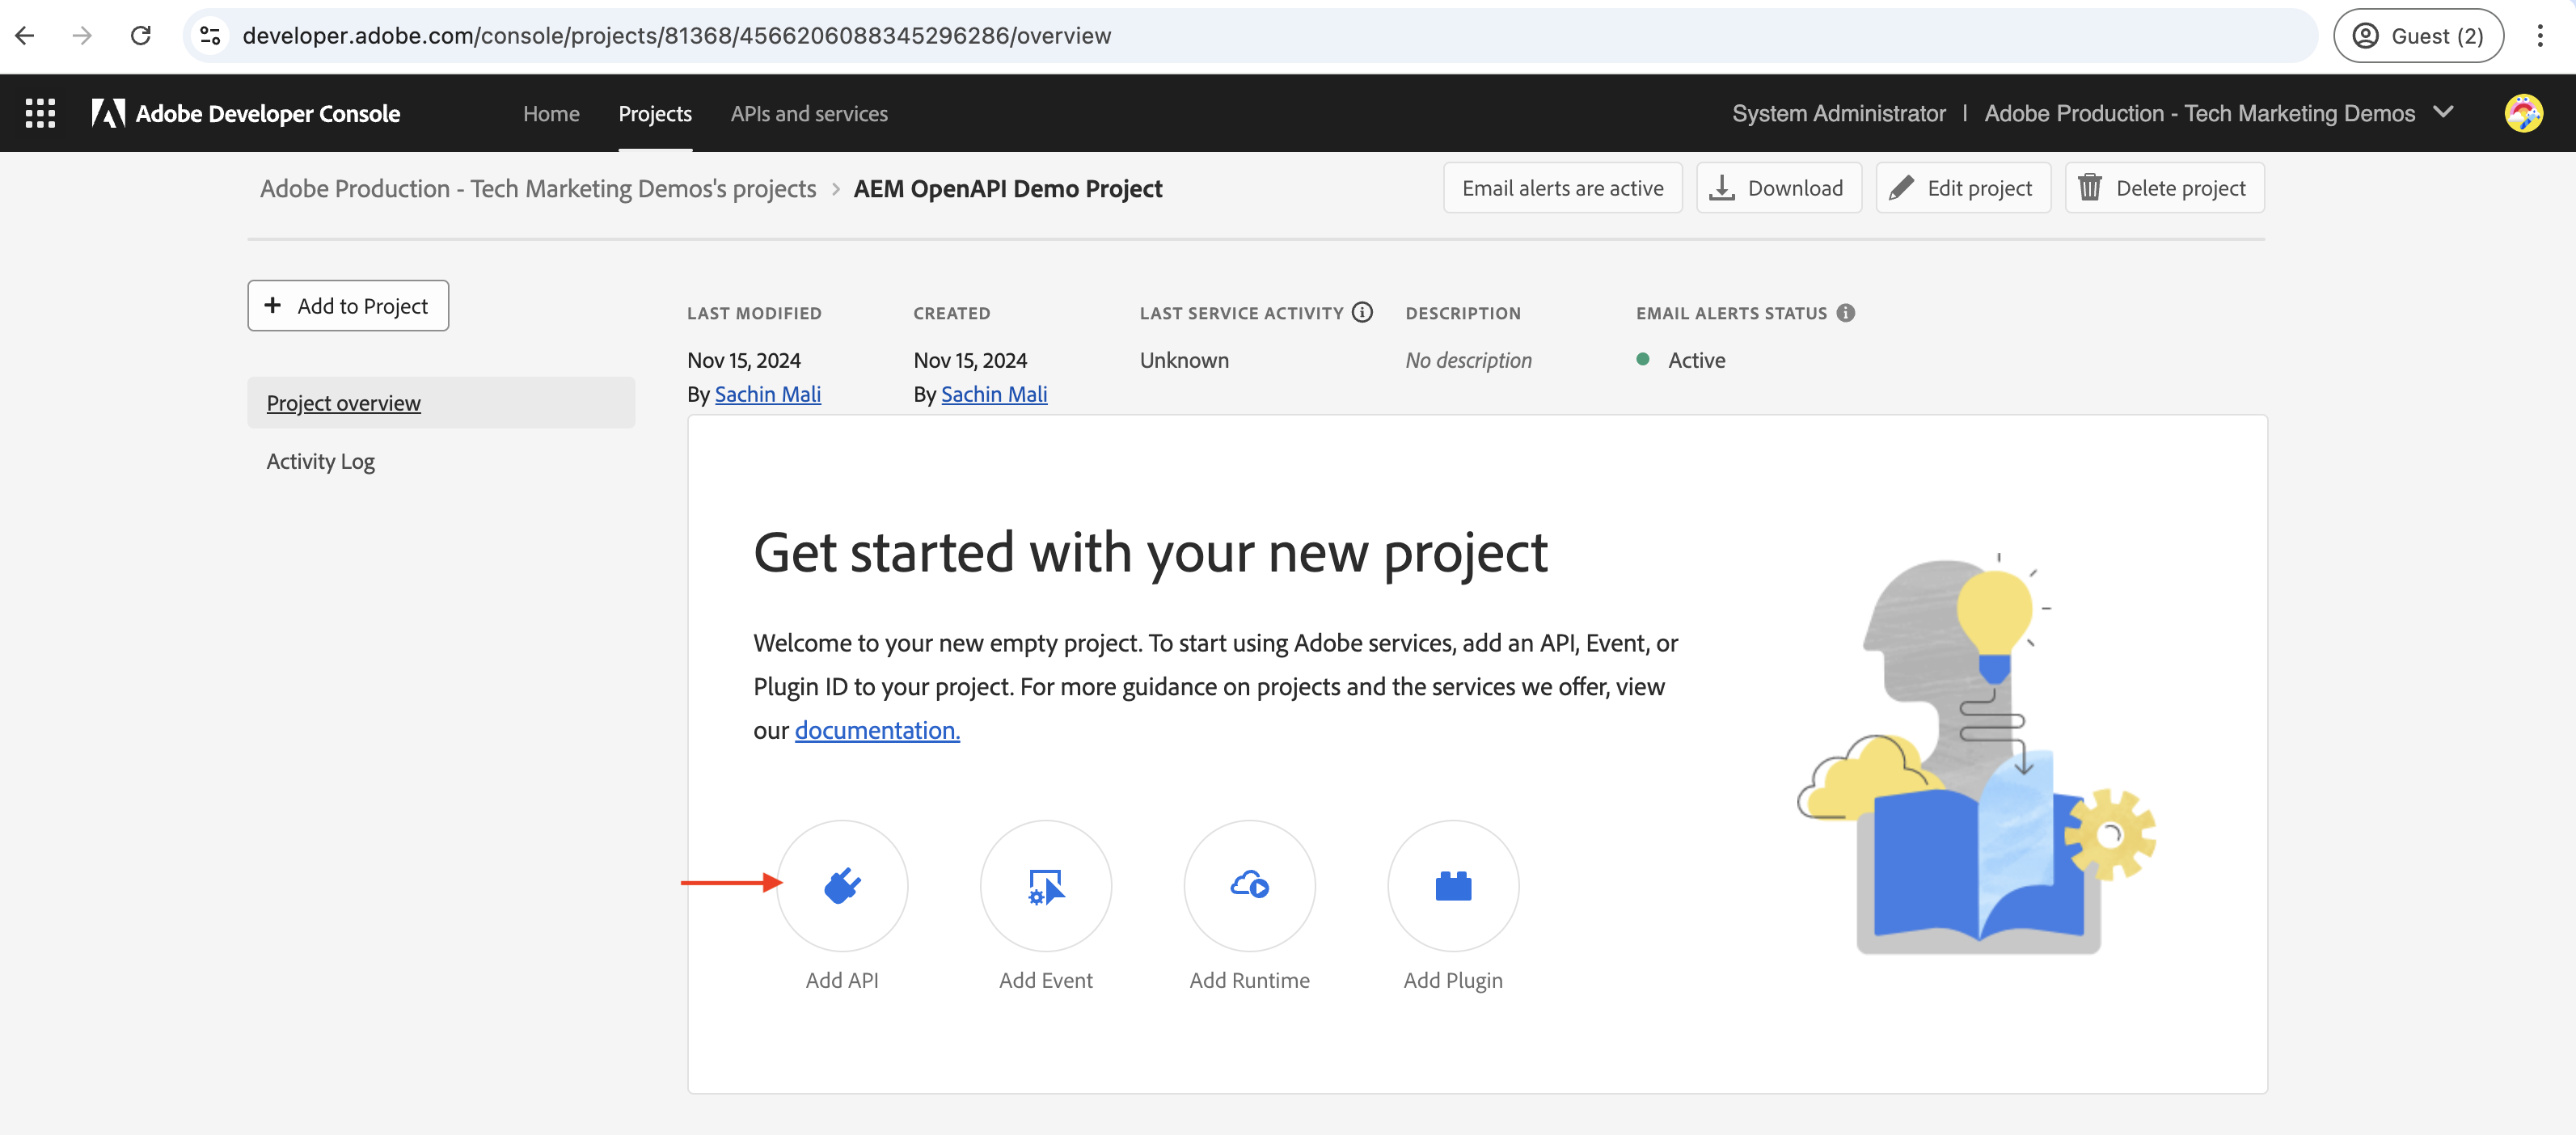 developer.adobe.com/console/projects/81368/4566206088345296286/overview
Guest (2)
Adobe Developer Console
Home
Projects
APIs and services
System Administrator | Adobe Production - Tech Marketing Demos
Adobe Production - Tech Marketing Demos's projects > AEM OpenAPI Demo Project
Email alerts are active
Download
Edit project
Delete project
+ Add to Project
Project overview
Activity Log
LAST MODIFIED
Nov 15, 2024
By Sachin Mali
CREATED
Nov 15, 2024
By Sachin Mali
LAST SERVICE ACTIVITY
Unknown
DESCRIPTION
No description
EMAIL ALERTS STATUS
Active
Get started with your new project
Welcome to your new empty project. To start using Adobe services, add an API, Event, or
Plugin ID to your project. For more guidance on projects and the services we offer, view
our documentation.
Add API
Add Event
Add Runtime
Add Plugin